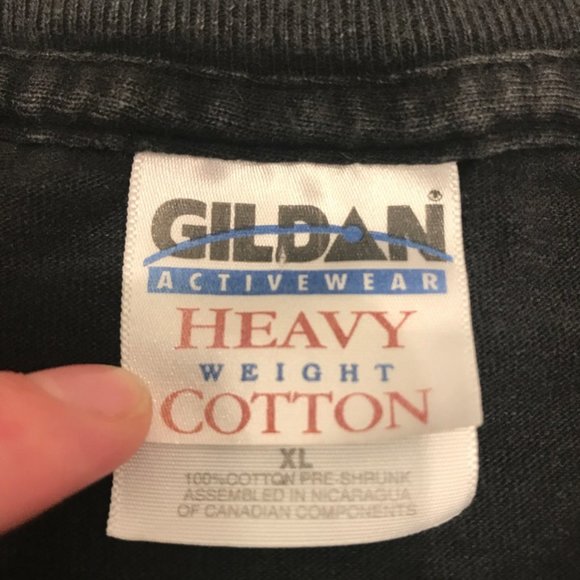 GILDAN®
ACTIVEWEAR
HEAVY
WEIGHT
COTTON
XL
100%COTTON PRE-SHRUNK
ASSEMBLED IN NICARAGUA
OF CANADIAN COMPONENTS